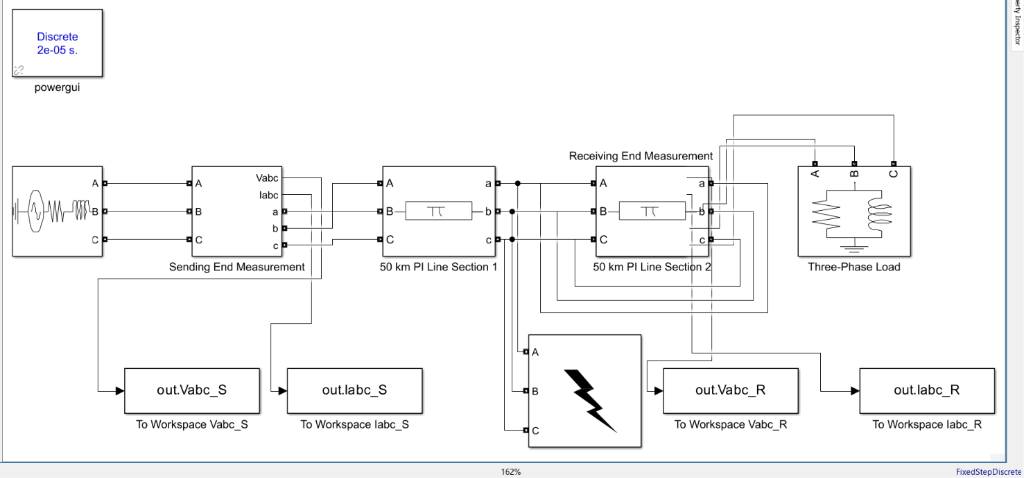 Discrete
2e-05 s.
powergui
erty Inspector
Receiving End Measurement
A
B
C
A
B
C
Vabc
Iabc
a
b
c
A
B
C
a
b
c
A
B
C
a
b
c
A
B
C
Sending End Measurement
50 km PI Line Section 1
50 km PI Line Section 2
Three-Phase Load
A
B
C
out.Vabc_S
out.Iabc_S
out.Vabc_R
out.Iabc_R
To Workspace Vabc_S
To Workspace Iabc_S
To Workspace Vabc_R
To Workspace Iabc_R
162%
FixedStepDiscrete